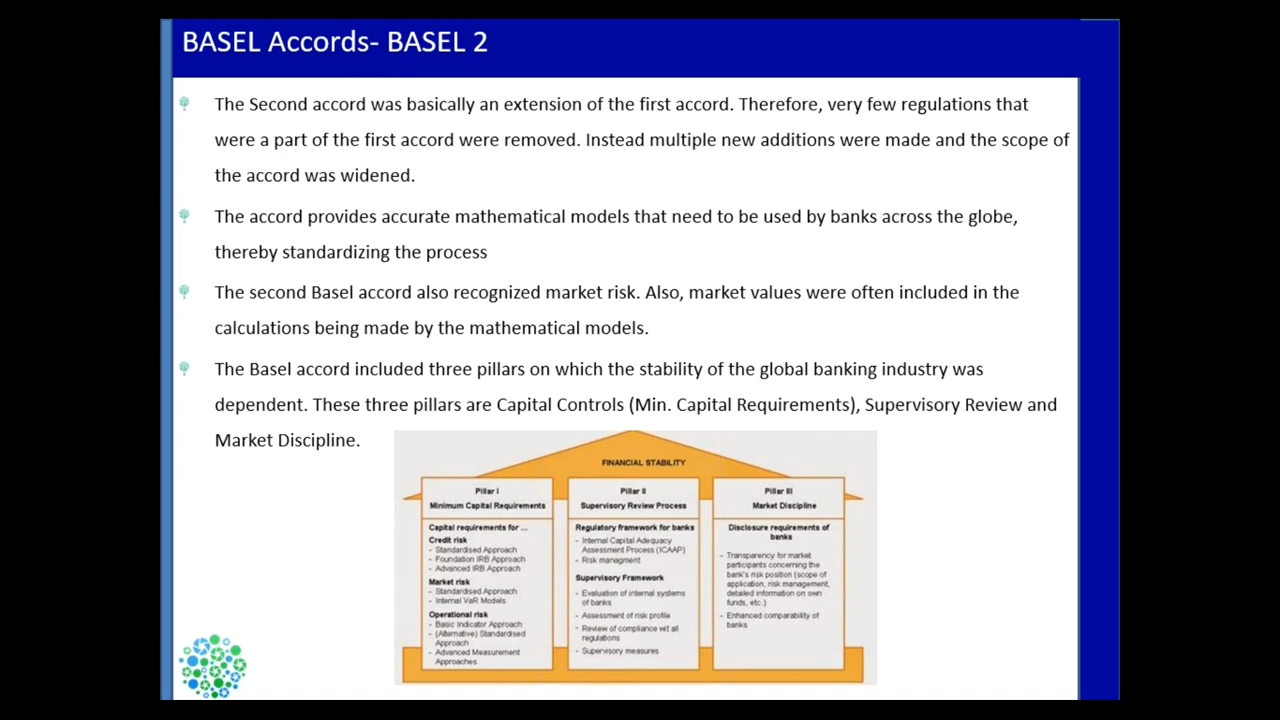 BASEL Accords- BASEL 2
The Second accord was basically an extension of the first accord. Therefore, very few regulations that
were a part of the first accord were removed. Instead multiple new additions were made and the scope of
the accord was widened.
The accord provides accurate mathematical models that need to be used by banks across the globe,
thereby standardizing the process
The second Basel accord also recognized market risk. Also, market values were often included in the
calculations being made by the mathematical models.
The Basel accord included three pillars on which the stability of the global banking industry was
dependent. These three pillars are Capital Controls (Min. Capital Requirements), Supervisory Review and
Market Discipline.
FINANCIAL STABILITY
Pillar I
Minimum Capital Requirements
Capital requirements for ...
Credit risk
- Standardised Approach
- Foundation IRB Approach
- Advanced IRB Approach
Market risk
- Standardised Approach
- Internal VaR Models
Operational risk
- Basic Indicator Approach
- (Alternative) Standardised
Approach
- Advanced Measurement
Approaches
Pillar II
Supervisory Review Process
Regulatory framework for banks
- Internal Capital Adequacy
Assessment Process (ICAAP)
- Risk managment
Supervisory Framework
- Evaluation of internal systems
of banks
- Assessment of risk profile
- Review of compliance wit all
regulations
- Supervisory measures
Pillar III
Market Discipline
Disclosure requirements of
banks
- Transparency for market
participants concerning the
bank's risk position (scope of
application, risk management,
detailed information on own
funds, etc.)
- Enhanced comparability of
banks